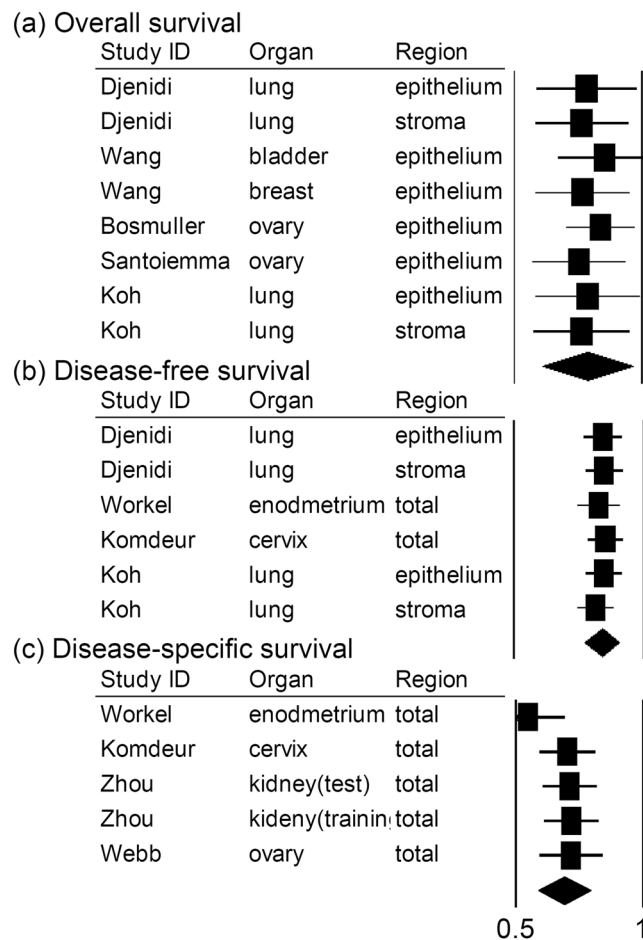 (a) Overall survival
Study ID Organ Region
Djenidi lung epithelium
Djenidi lung stroma
Wang bladder epithelium
Wang breast epithelium
Bosmuller ovary epithelium
Santoiemma ovary epithelium
Koh lung epithelium
Koh lung stroma
(b) Disease-free survival
Study ID Organ Region
Djenidi lung epithelium
Djenidi lung stroma
Workel enodmetrium total
Komdeur cervix total
Koh lung epithelium
Koh lung stroma
(c) Disease-specific survival
Study ID Organ Region
Workel enodmetrium total
Komdeur cervix total
Zhou kidney(test) total
Zhou kideny(training total
Webb ovary total
0.5 1